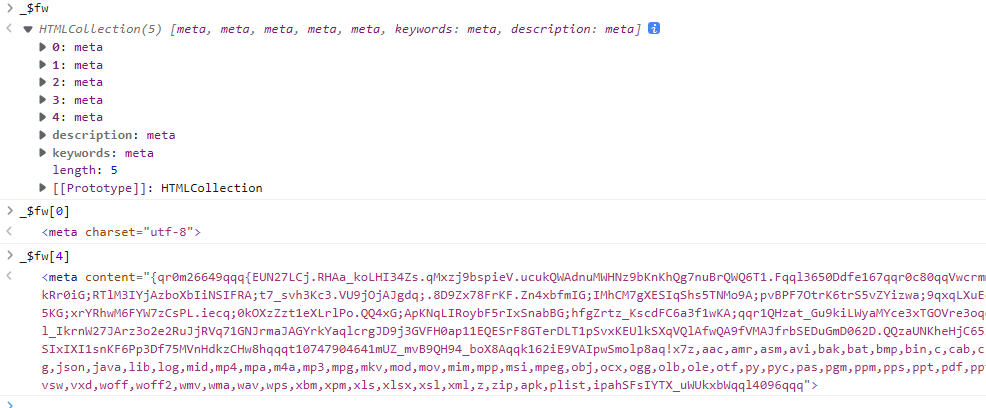 _$fw
HTMLCollection(5) [meta, meta, meta, meta, meta, keywords: meta, description: meta]
0: meta
1: meta
2: meta
3: meta
4: meta
description: meta
keywords: meta
length: 5
[[Prototype]]: HTMLCollection
_$fw[0]
<meta charset="utf-8">
_$fw[4]
<meta content="{qr0m26649qqq{EUN27LCj.RHAa_koLHI34Zs.qMxzj9bspieV.ucukQWAdnuMWHNz9bKnKhQg7nuBrQWQ6T1.Fqql3650Ddfe167qqr0c80qqVwcrm
kRr0iG;RTlM3IYjAzboXbIiNSIFRA;t7_svh3Kc3.VU9jOjAJgdq;.8D9Zx78FrKF.Zn4xbfmIG;IMhCM7gXESIqShs5TNMo9A;pvBPF7OtrK6trS5vZYizwa;9qxqLXuE
5KG;xrYRhwM6FYW7zCsPL.iecq;0kOXzZzt1eXLrlPo.QQ4xG;ApKNqLIRoybF5rIxSnabBG;hfgZrtz_KscdFC6a3f1wKA;qqr1QHzat_Gu9kiLWyaMYce3xTGOVre3oq
l_IkrnW27JArz3o2e2RuJjRVq71GNJrmaJAGYrkYaqlcrgJD9j3GVFH0ap11EQESrF8GTerDLT1pSvxKEUlkSXqVQlAfwQA9fVMAJfrbSEDuGmD062D.QQzaUNKheHjC65
SIxIXI1snKF6Pp3Df75MVnHdkzCHw8hqqqt10747904641mUZ_mvB9QH94_boX8Aqqk162iE9VAIpwSmolp8aq!x7z,aac,amr,asm,avi,bak,bat,bmp,bin,c,cab,c
g,json,java,lib,log,mid,mp4,mpa,m4a,mp3,mpg,mkv,mod,mov,mim,mpp,msi,mpeg,obj,ocx,ogg,olb,ole,otf,py,pyc,pas,pgm,ppm,pps,ppt,pdf,pp
vsw,vxd,woff,woff2,wmv,wma,wav,wps,xbm,xpm,xls,xlsx,xsl,xml,z,zip,apk,plist,ipahSFsIYTX_uWUkxbWqql4096qqq">